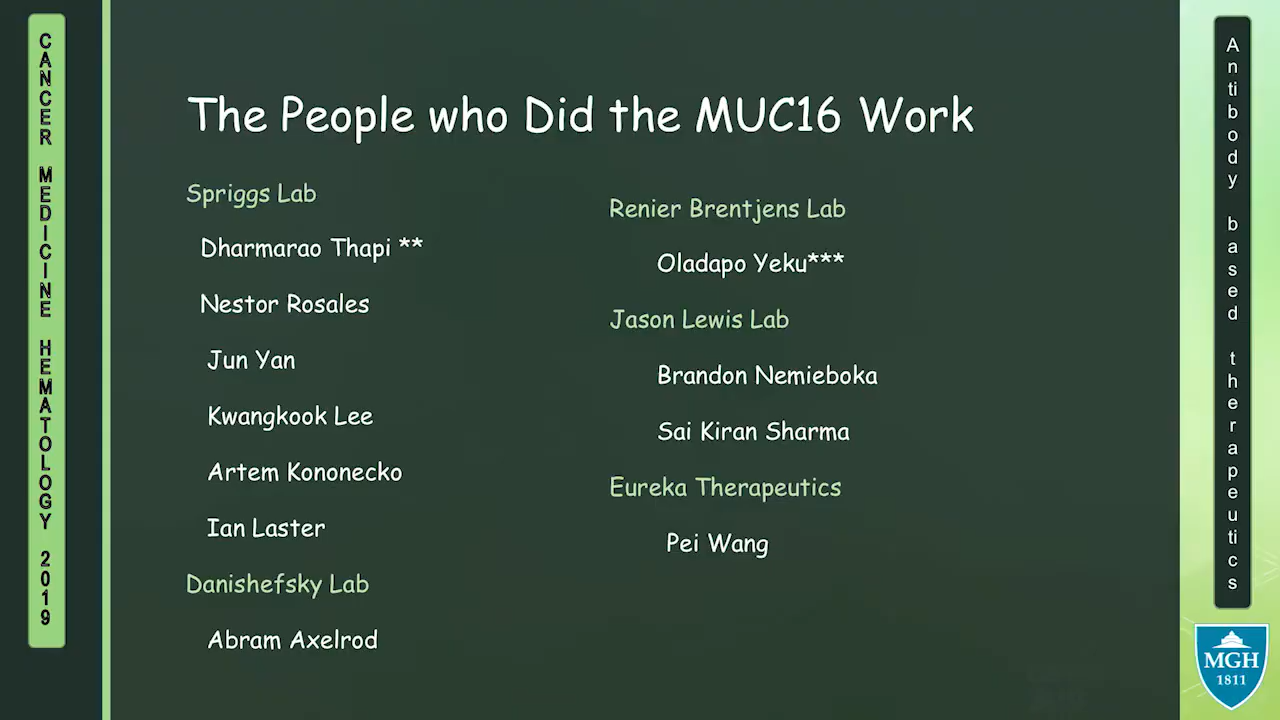 CANCER MEDICINE HEMATOLOGY 2019
The People who Did the MUC16 Work
Spriggs Lab
Dharmarao Thapi **
Nestor Rosales
Jun Yan
Kwangkook Lee
Artem Kononecko
Ian Laster
Danishefsky Lab
Abram Axelrod
Renier Brentjens Lab
Oladapo Yeku***
Jason Lewis Lab
Brandon Nemieboka
Sai Kiran Sharma
Eureka Therapeutics
Pei Wang
Antibody based therapeutics
MGH
1811